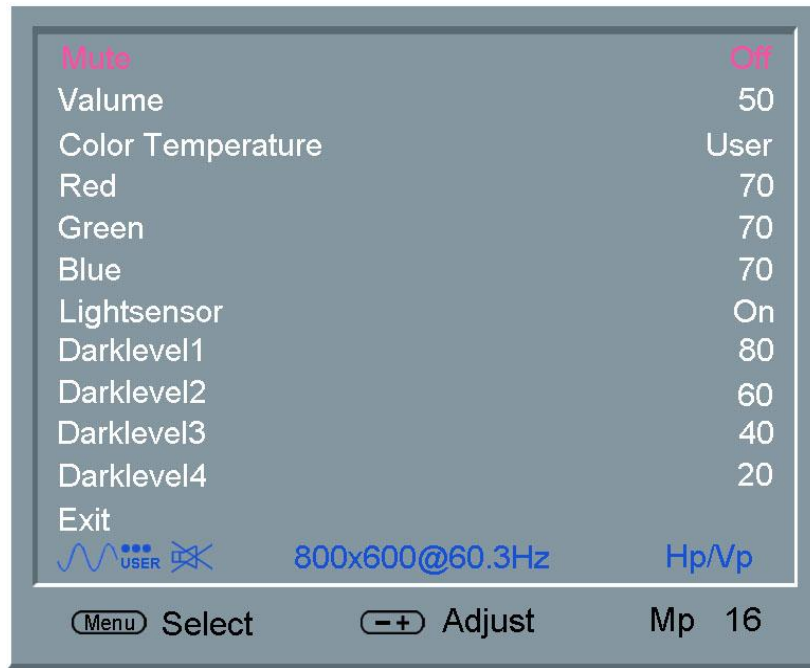 Mute Off
Valume 50
Color Temperature User
Red 70
Green 70
Blue 70
Lightsensor On
Darklevel1 80
Darklevel2 60
Darklevel3 40
Darklevel4 20
Exit
USER 800x600@60.3Hz Hp/Vp
Menu Select -+ Adjust Mp 16